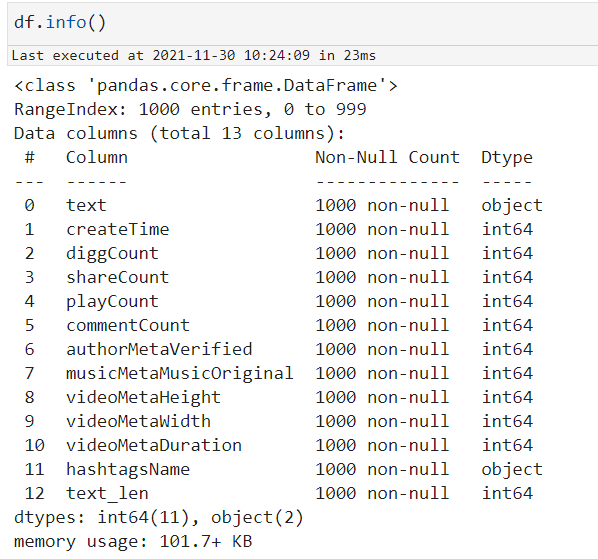 df.info()
Last executed at 2021-11-30 10:24:09 in 23ms
<class 'pandas.core.frame.DataFrame'>
RangeIndex: 1000 entries, 0 to 999
Data columns (total 13 columns):
 #   Column                 Non-Null Count  Dtype
---  ------                 --------------  -----
 0   text                   1000 non-null   object
 1   createTime             1000 non-null   int64
 2   diggCount              1000 non-null   int64
 3   shareCount             1000 non-null   int64
 4   playCount              1000 non-null   int64
 5   commentCount           1000 non-null   int64
 6   authorMetaVerified     1000 non-null   int64
 7   musicMetaMusicOriginal  1000 non-null   int64
 8   videoMetaHeight        1000 non-null   int64
 9   videoMetaWidth         1000 non-null   int64
 10  videoMetaDuration      1000 non-null   int64
 11  hashtagsName           1000 non-null   object
 12  text_len               1000 non-null   int64
dtypes: int64(11), object(2)
memory usage: 101.7+ KB